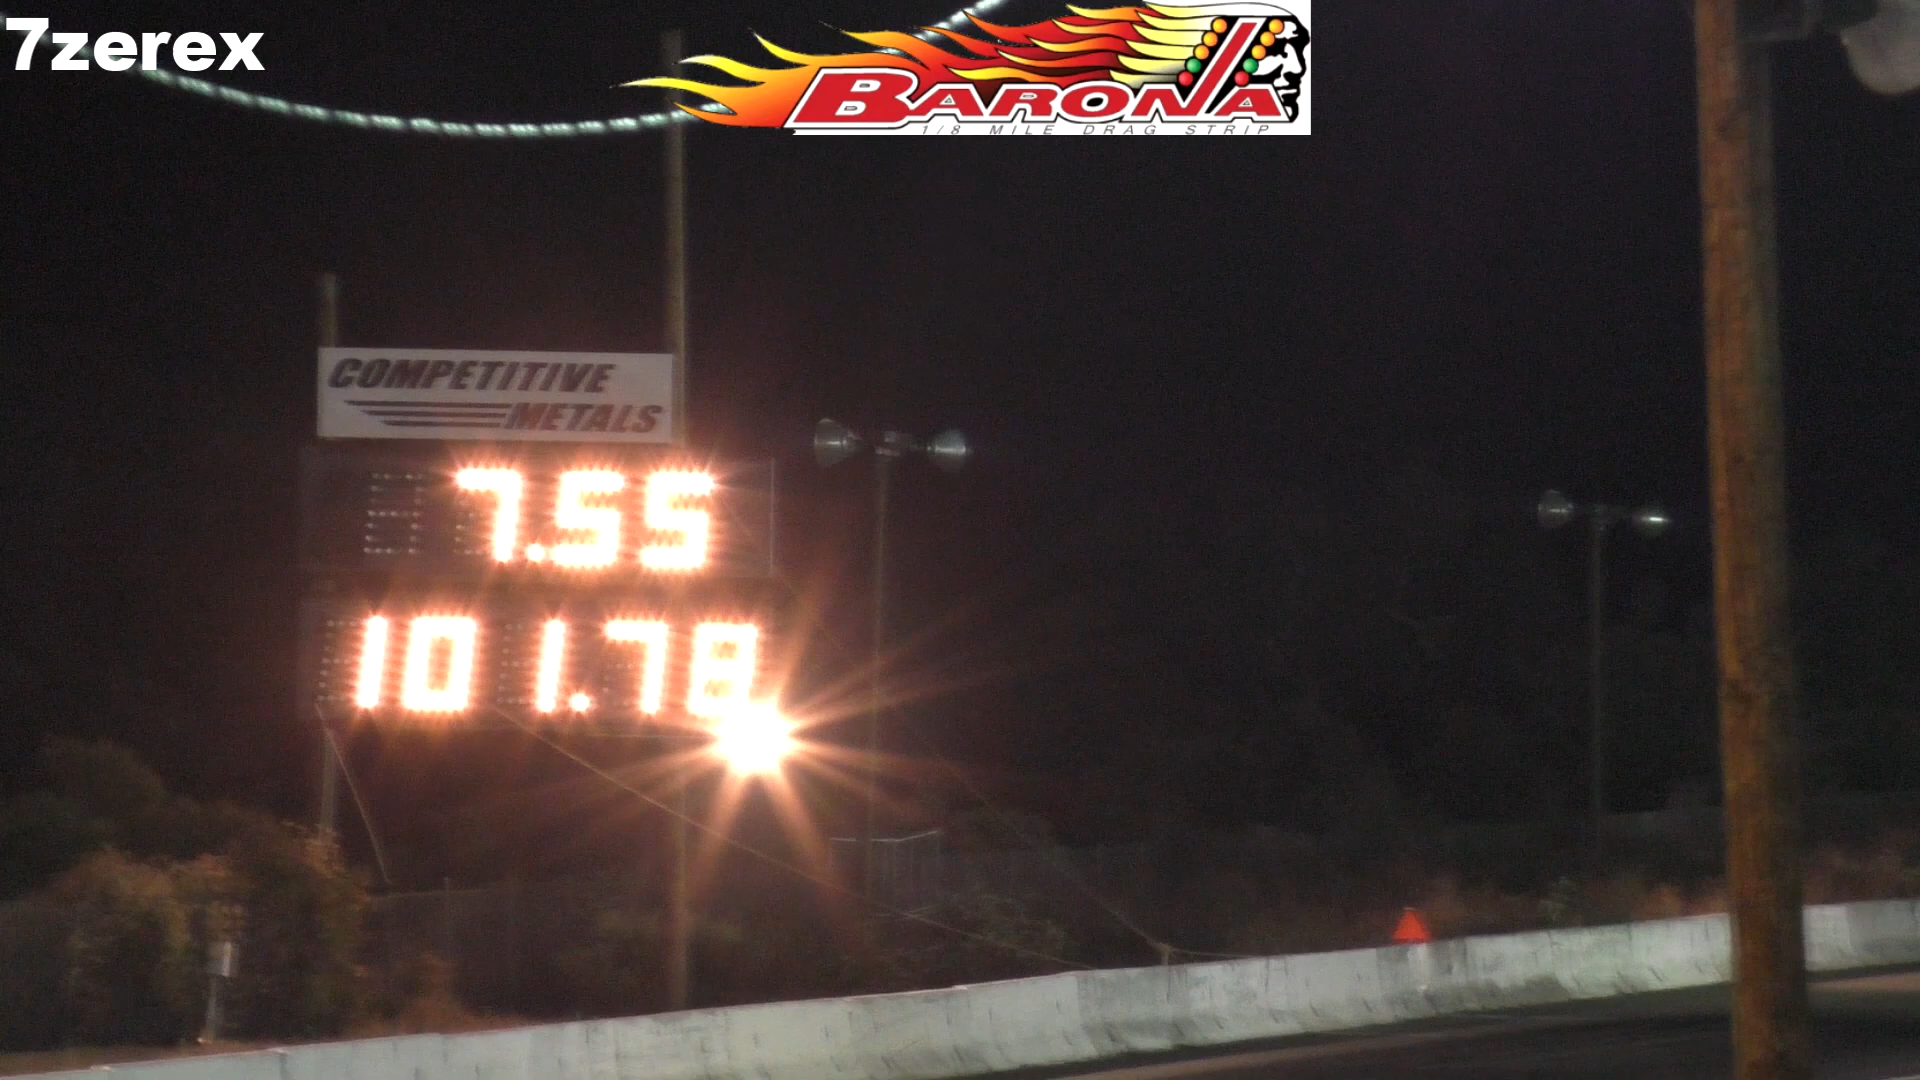 7zerex
BARONA
1/8 MILE DRAG STRIP
COMPETITIVE
METALS
7.55
101.78